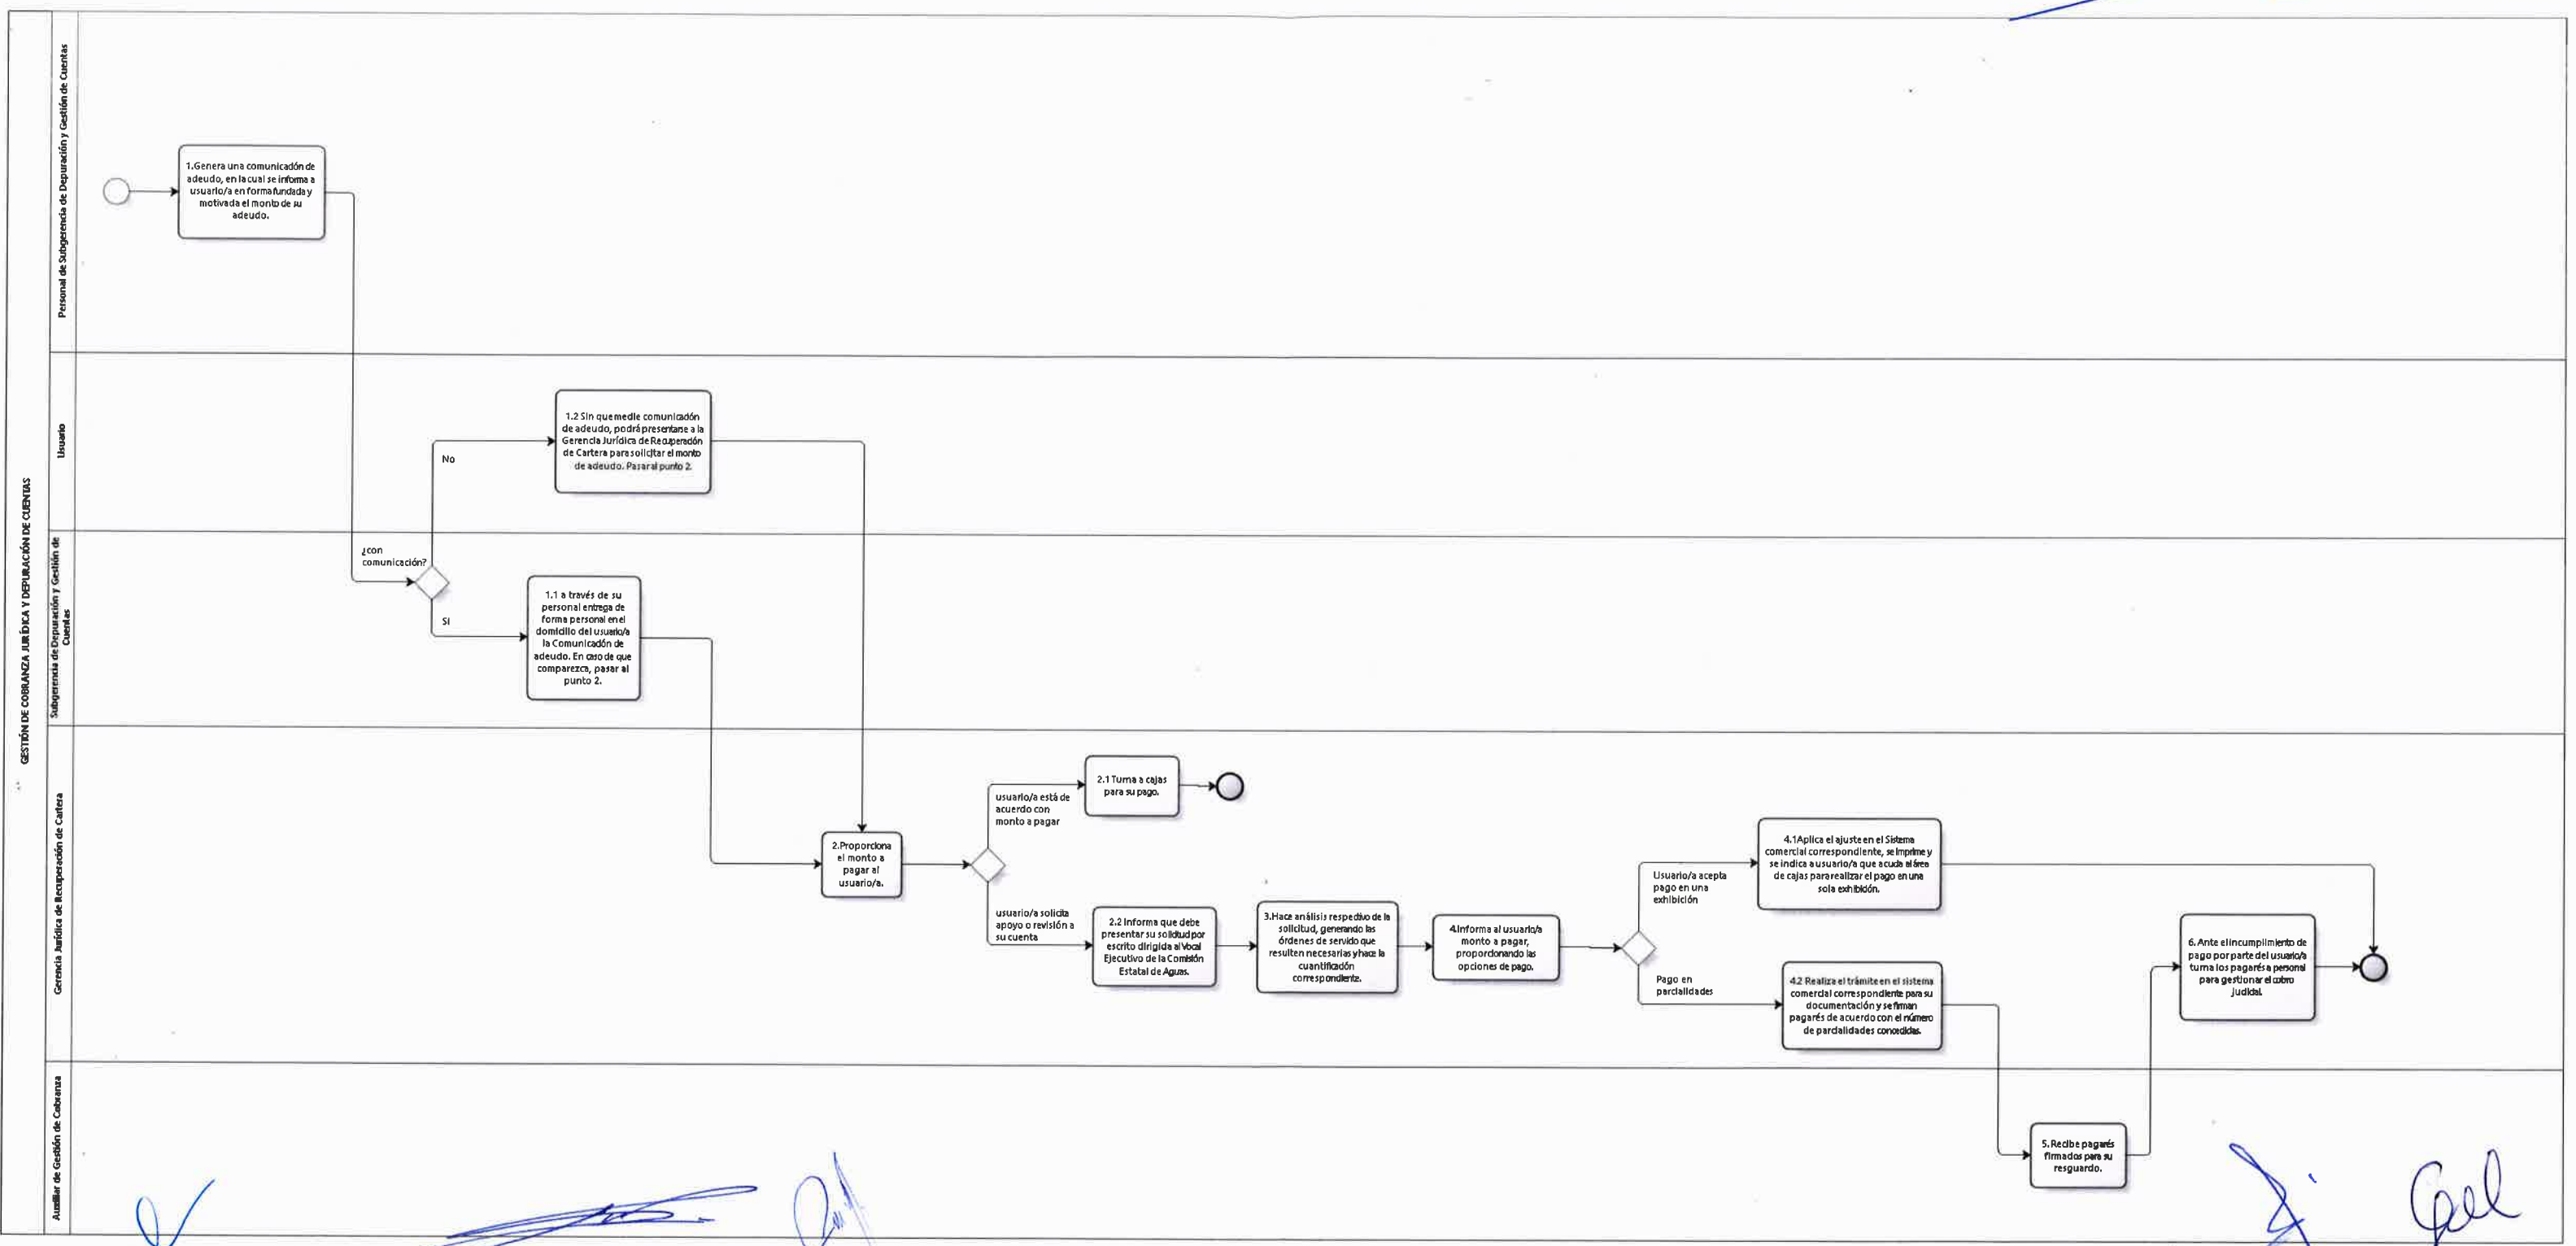 GESTIÓN DE COBRANZA JURÍDICA Y DEPURACIÓN DE CUENTAS
Personal de Subgerencia de Depuración y Gestión de Cuentas
1.Genera una comunicación de
adeudo, en la cual se informa a
usuario/a en forma fundada y
motivada el monto de su
adeudo.
Usuario
1.2 Sin que medie comunicación
de adeudo, podrá presentarse a la
Gerencia Jurídica de Recuperación
de Cartera para solicitar el monto
de adeudo. Pasar al punto 2.
No
Subgerencia de Depuración y Gestión de
Cuentas
¿con
comunicación?
Si
1.1 a través de su
personal entrega de
forma personal en el
domicilio del usuario/a
la Comunicación de
adeudo. En caso de que
comparezca, pasar al
punto 2.
Gerencia Jurídica de Recuperación de Cartera
2.Proporciona
el monto a
pagar al
usuario/a.
usuario/a está de
acuerdo con
monto a pagar
2.1 Turna a cajas
para su pago.
usuario/a solicita
apoyo o revisión a
su cuenta
2.2 Informa que debe
presentar su solicitud por
escrito dirigida al Vocal
Ejecutivo de la Comisión
Estatal de Aguas.
3.Hace análisis respectivo de la
solicitud, generando las
órdenes de servicio que
resulten necesarias y hace la
cuantificación
correspondiente.
4.Informa al usuario/a
monto a pagar,
proporcionando las
opciones de pago.
Usuario/a acepta
pago en una
exhibición
4.1Aplica el ajuste en el Sistema
comercial correspondiente, se imprime y
se indica a usuario/a que acuda al área
de cajas para realizar el pago en una
sola exhibición.
Pago en
parcialidades
4.2 Realiza el trámite en el sistema
comercial correspondiente para su
documentación y se firman
pagarés de acuerdo con el número
de parcialidades concedidas.
6. Ante el incumplimiento de
pago por parte del usuario/a
turna los pagarés a personal
para gestionar el cobro
judicial.
Auxiliar de Gestión de Cobranza
5. Recibe pagarés
firmados para su
resguardo.